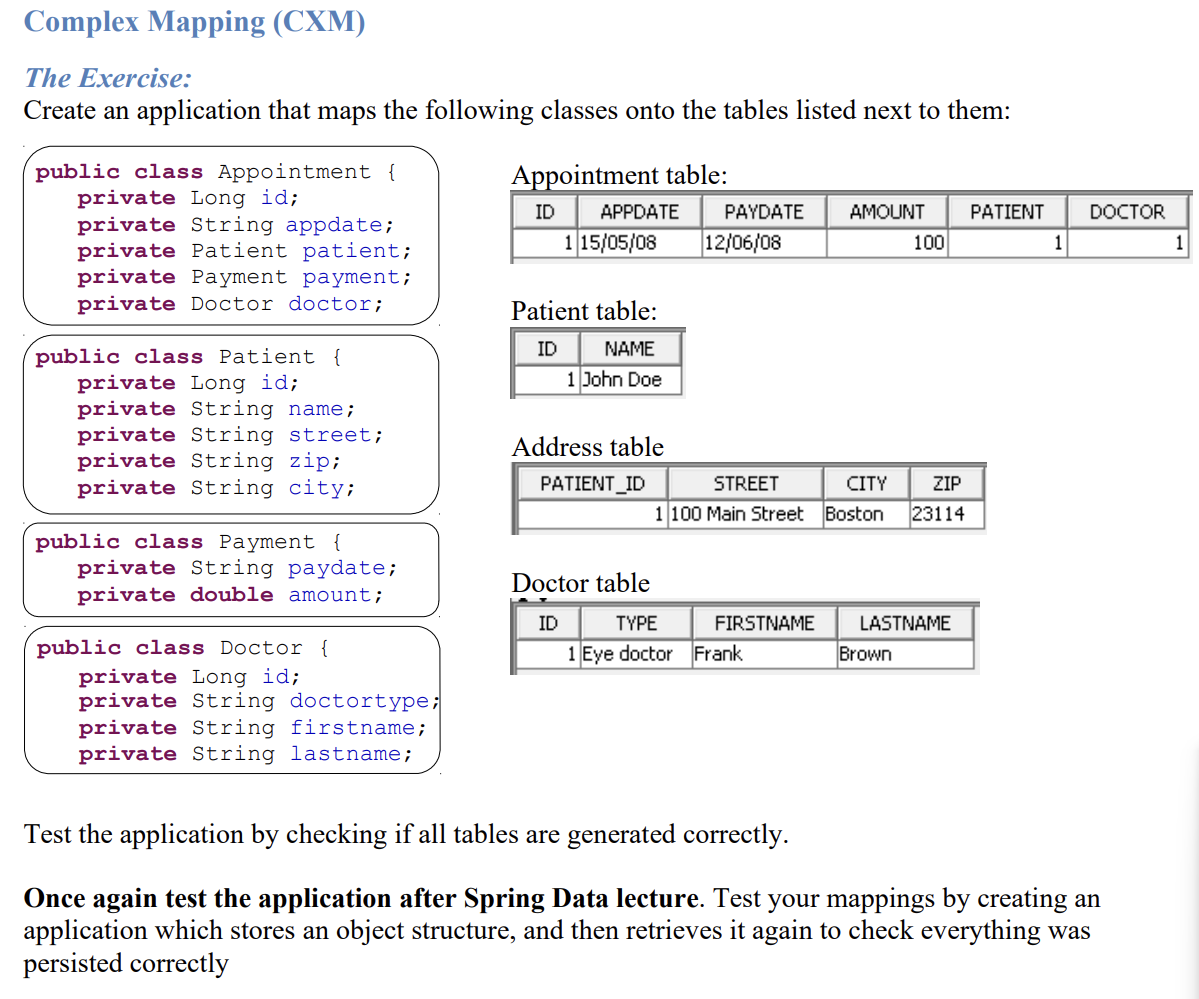 Complex Mapping (CXM)
The Exercise:
Create an application that maps the following classes onto the tables listed next to them:
public class Appointment {
private Long id;
private String appdate;
private Patient patient;
private Payment payment;
private Doctor doctor;
public class Patient {
private Long id;
private String name;
private String street;
private String zip;
private String city;
public class Payment {
private String paydate;
private double amount;
public class Doctor {
private Long id;
private String doctortype;
private String firstname;
private String lastname;
Appointment table:
ID APPDATE PAYDATE AMOUNT PATIENT DOCTOR
1 15/05/08 12/06/08 100 1 1
Patient table:
ID NAME
1 John Doe
Address table
PATIENT_ID STREET CITY ZIP
1 100 Main Street Boston 23114
Doctor table
ID TYPE FIRSTNAME LASTNAME
1 Eye doctor Frank Brown
Test the application by checking if all tables are generated correctly.
Once again test the application after Spring Data lecture. Test your mappings by creating an
application which stores an object structure, and then retrieves it again to check everything was
persisted correctly